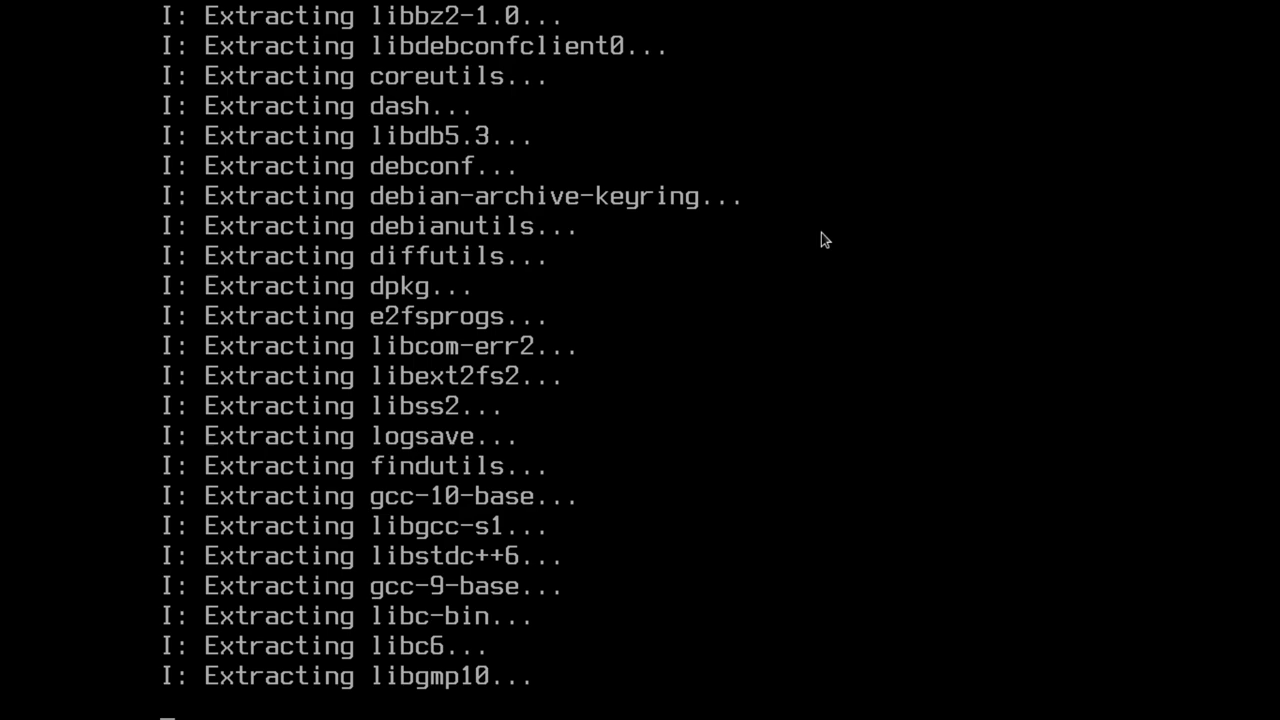 I: Extracting libbz2-1.0...
I: Extracting libdebconfclient0...
I: Extracting coreutils...
I: Extracting dash...
I: Extracting libdb5.3...
I: Extracting debconf...
I: Extracting debian-archive-keyring...
I: Extracting debianutils...
I: Extracting diffutils...
I: Extracting dpkg...
I: Extracting e2fsprogs...
I: Extracting libcom-err2...
I: Extracting libext2fs2...
I: Extracting libss2...
I: Extracting logsave...
I: Extracting findutils...
I: Extracting gcc-10-base...
I: Extracting libgcc-s1...
I: Extracting libstdc++6...
I: Extracting gcc-9-base...
I: Extracting libc-bin...
I: Extracting libc6...
I: Extracting libgmp10...